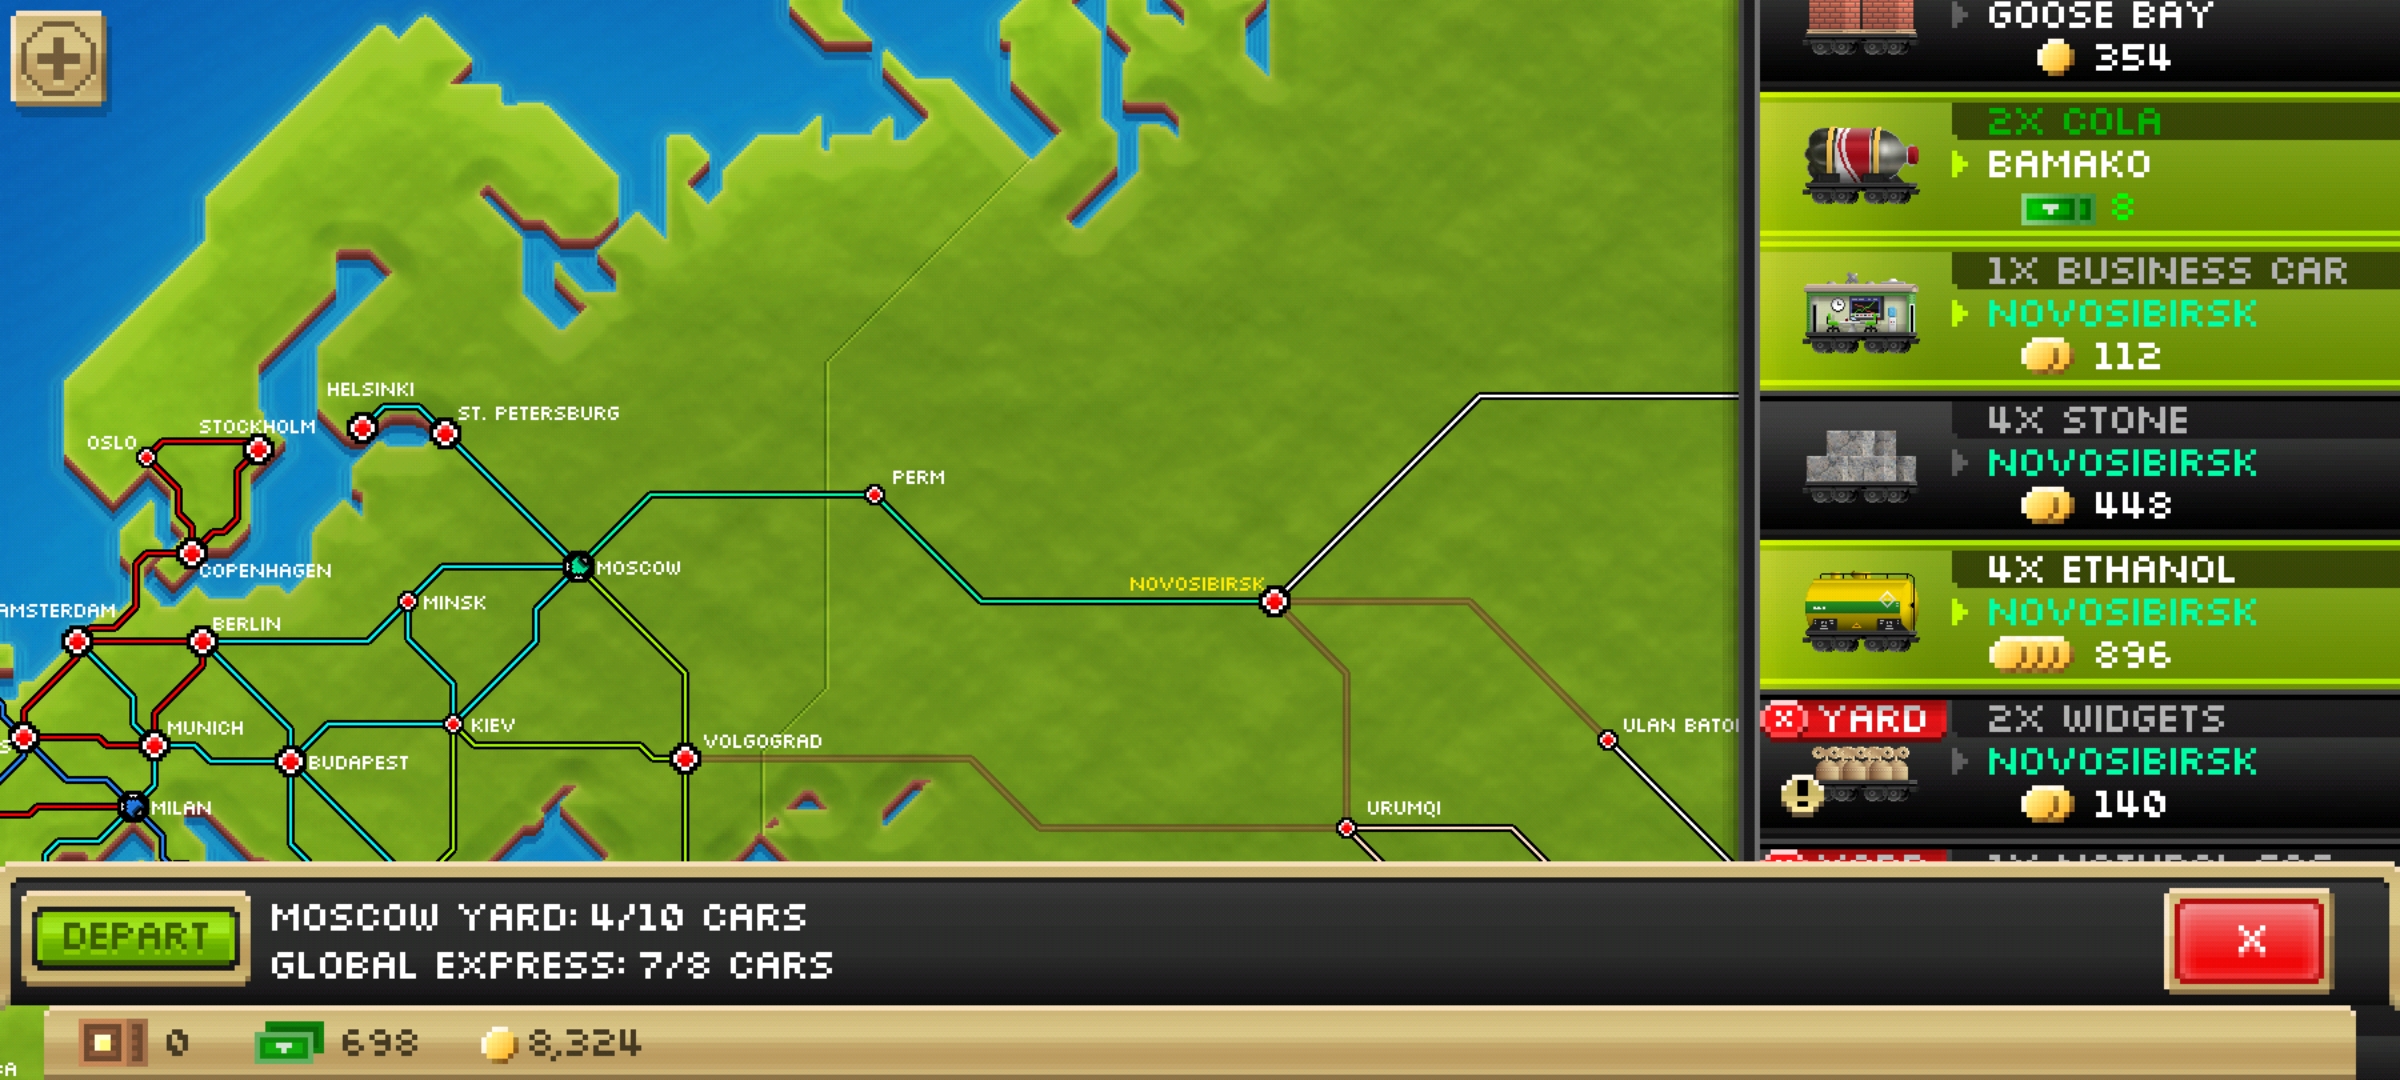 HELSINKI
ST. PETERSBURG
STOCKHOLM
OSLO
PERM
COPENHAGEN
MOSCOW
NOVOSIBIRSK
MINSK
AMSTERDAM
BERLIN
MUNICH
KIEV
ULAN
VOLGOGRAD
BUDAPEST
MILAN
URUMQI
GOOSE BAY
354
2X COLA
BAMAKO
8
1X BUSINESS CAR
NOVOSIBIRSK
112
4X STONE
NOVOSIBIRSK
448
4X ETHANOL
NOVOSIBIRSK
896
X YARD
2X WIDGETS
NOVOSIBIRSK
!
140
DEPART
MOSCOW YARD: 4/10 CARS
GLOBAL EXPRESS: 7/8 CARS
X
0
698
8,324